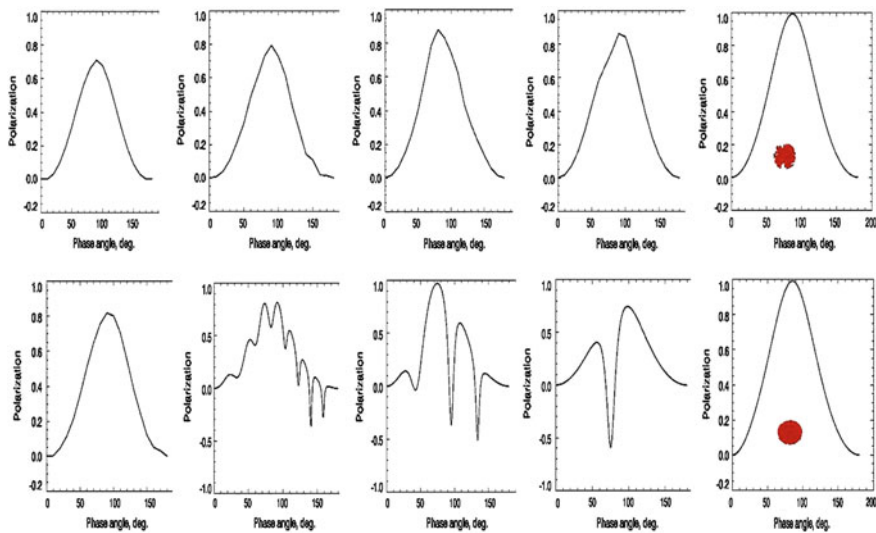 1.0 1.0 1.0 1.0 1.0
0.8 0.8 0.8 0.8 0.8
0.6 0.6 0.6 0.6 0.6
0.4 0.4 0.4 0.4 0.4
0.2 0.2 0.2 0.2 0.2
0.0 0.0 0.0 0.0 0.0
-0.2 -0.2 -0.2 -0.2 -0.2
Polarization Polarization Polarization Polarization Polarization
0 50 100 150 0 50 100 150 0 50 100 150 0 50 100 150 0 50 100 150 200
Phase angle, deg. Phase angle, deg. Phase angle, deg. Phase angle, deg. Phase angle, deg.
1.0 1.0 1.0 1.0 1.0
0.8 0.5 0.5 0.5 0.8
0.6 0.0 0.0 0.0 0.6
0.4 -0.5 -0.5 -0.5 0.4
0.2 -1.0 -1.0 -1.0 0.2
0.0 0.0
-0.2 -0.2
Polarization Polarization Polarization Polarization Polarization
0 50 100 150 0 50 100 150 0 50 100 150 0 50 100 150 0 50 100 150 200
Phase angle, deg. Phase angle, deg. Phase angle, deg. Phase angle, deg. Phase angle, deg.